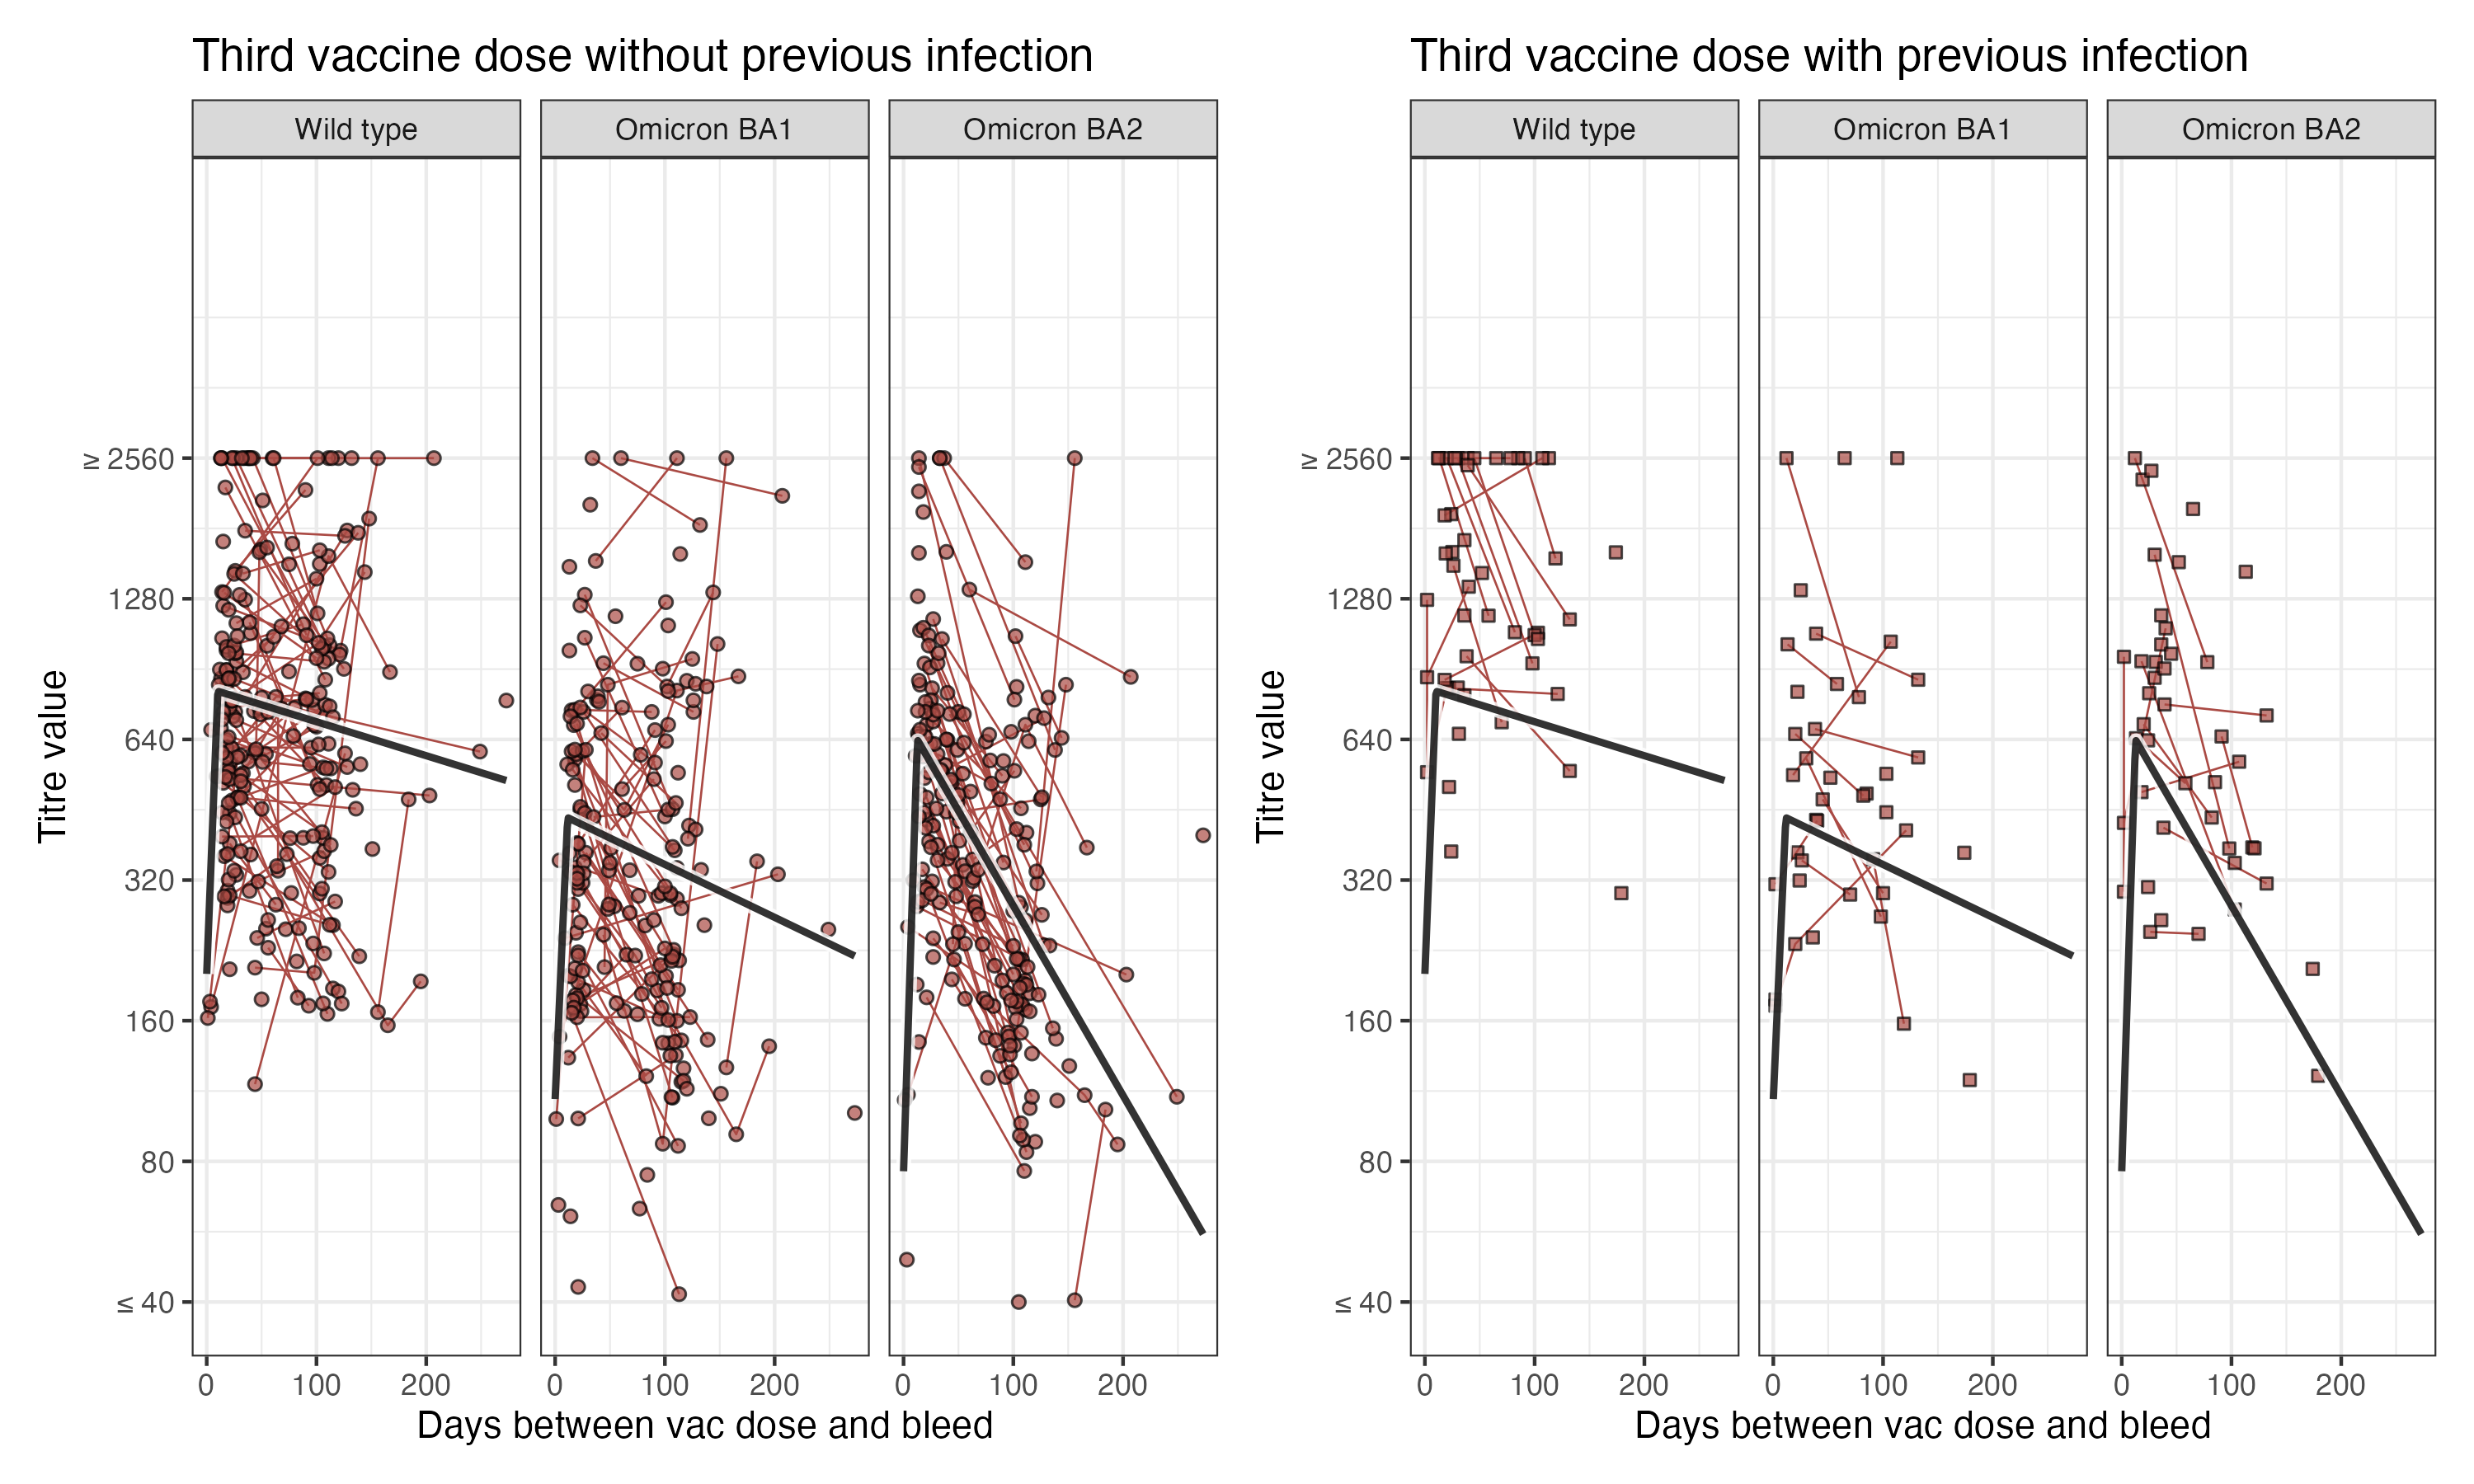 Third vaccine dose without previous infection
Wild type
Omicron BA1
Omicron BA2
Titre value
≥ 2560
1280
640
320
160
80
≤ 40
0 100 200
0 100 200
0 100 200
Days between vac dose and bleed
Third vaccine dose with previous infection
Wild type
Omicron BA1
Omicron BA2
Titre value
≥ 2560
1280
640
320
160
80
≤ 40
0 100 200
0 100 200
0 100 200
Days between vac dose and bleed